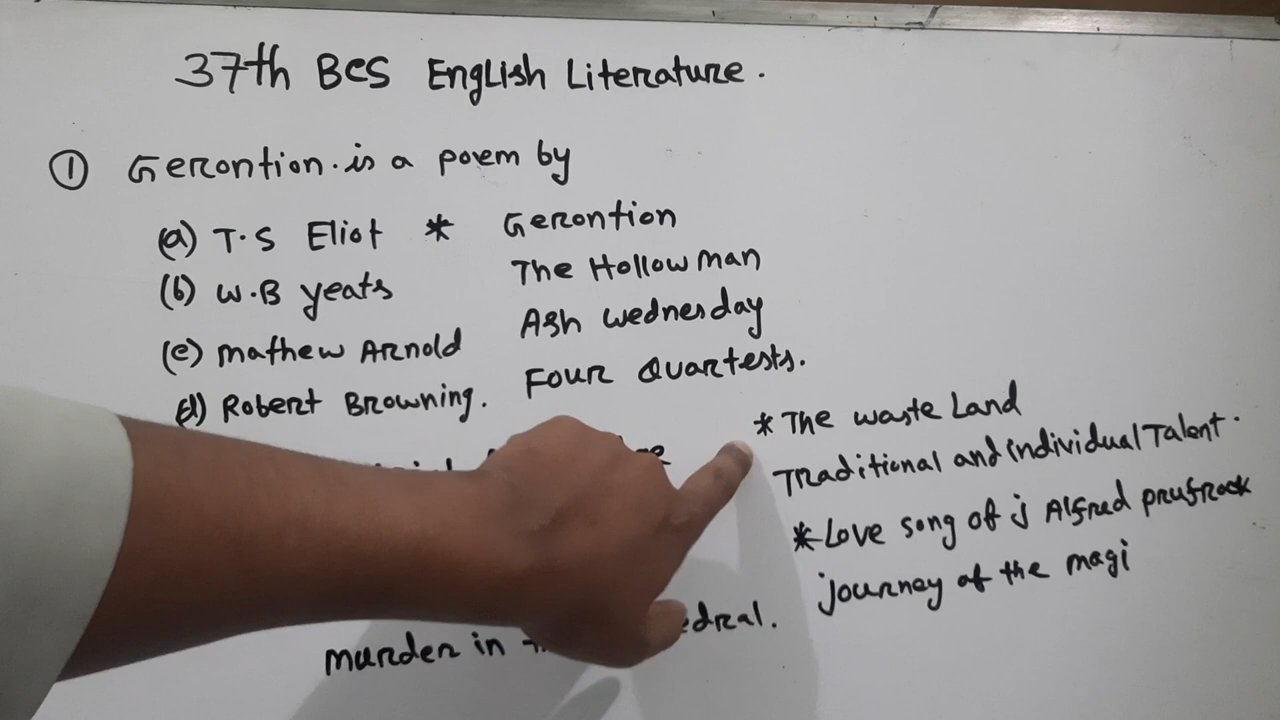 37th BCS English Literature.
① Gerontion. is a poem by
(a) T.S Eliot * Gerontion
(b) W.B yeats The Hollow man
(c) mathew Arnold Ash wednesday
(d) Robert Browning. Four Quartests.
* The waste Land
Traditional and individual Talent.
* Love song of j Alfred prufrock
journey of the magi
murder in